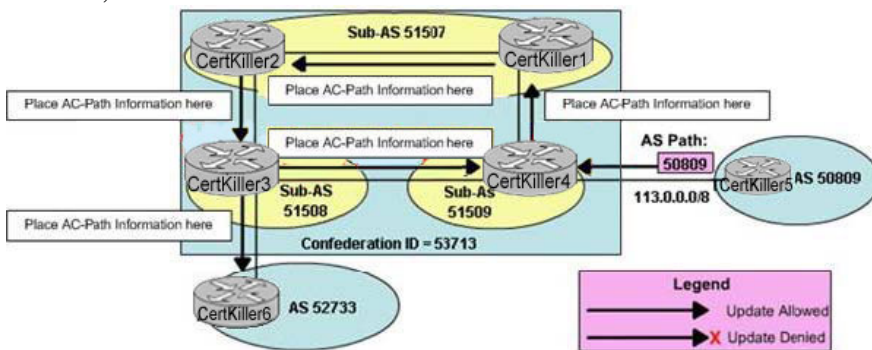 Sub-AS 51507
CertKiller2
CertKiller1
Place AC-Path Information here
Place AC-Path Information here
Place AC-Path Information here
Place AC-Path Information here
AS Path:
50809
CertKiller3
CertKiller4
CertKiller5
AS 50809
Sub-AS
51508
Sub-AS
51509
113.0.0.0/8
Place AC-Path Information here
Confederation ID = 53713
CertKiller6
AS 52733
Legend
Update Allowed
X Update Denied